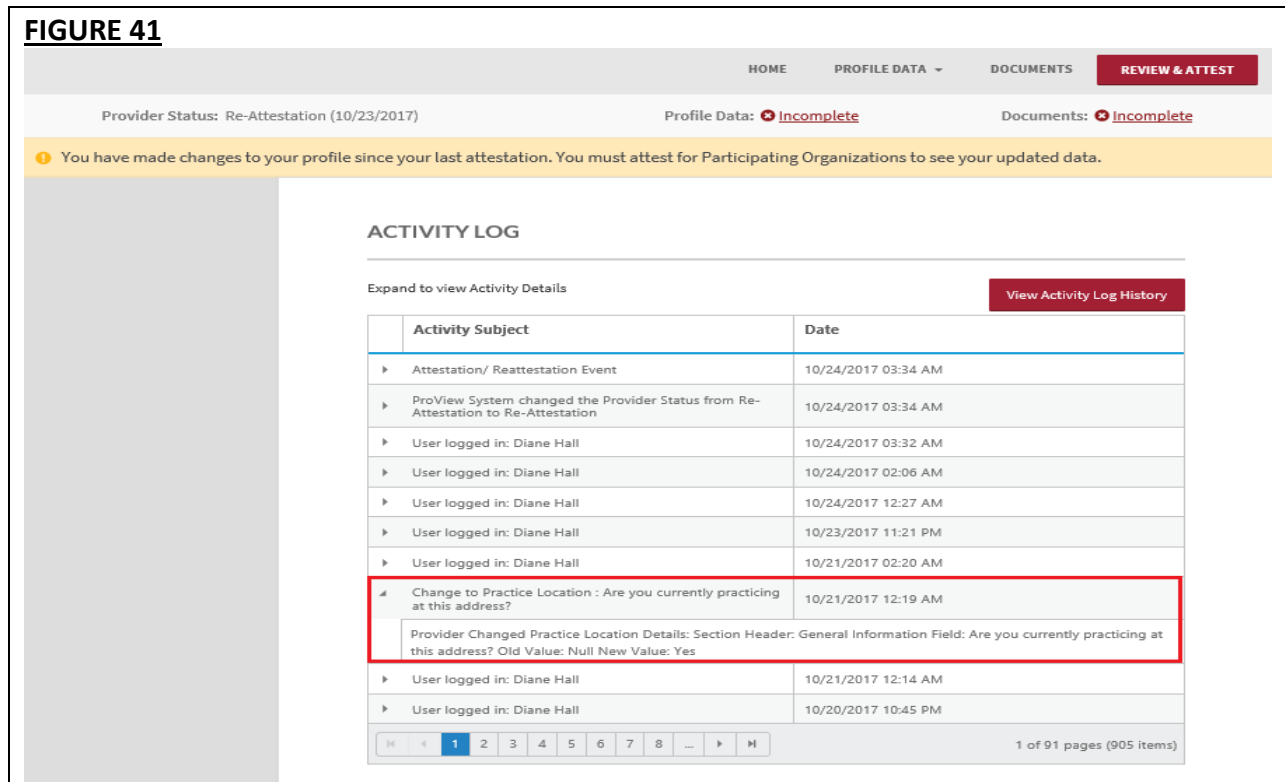 FIGURE 41
HOME PROFILE DATA DOCUMENTS REVIEW & ATTEST
Provider Status: Re-Attestation (10/23/2017) Profile Data: Incomplete Documents: Incomplete
You have made changes to your profile since your last attestation. You must attest for Participating Organizations to see your updated data.
ACTIVITY LOG
Expand to view Activity Details
View Activity Log History
Activity Subject Date
Attestation/ Reattestation Event 10/24/2017 03:34 AM
ProView System changed the Provider Status from Re-
Attestation to Re-Attestation 10/24/2017 03:34 AM
User logged in: Diane Hall 10/24/2017 03:32 AM
User logged in: Diane Hall 10/24/2017 02:06 AM
User logged in: Diane Hall 10/24/2017 12:27 AM
User logged in: Diane Hall 10/23/2017 11:21 PM
User logged in: Diane Hall 10/21/2017 02:20 AM
Change to Practice Location : Are you currently practicing
at this address? 10/21/2017 12:19 AM
Provider Changed Practice Location Details: Section Header: General Information Field: Are you currently practicing at
this address? Old Value: Null New Value: Yes
User logged in: Diane Hall 10/21/2017 12:14 AM
User logged in: Diane Hall 10/20/2017 10:45 PM
1 2 3 4 5 6 7 8 ... 1 of 91 pages (905 items)